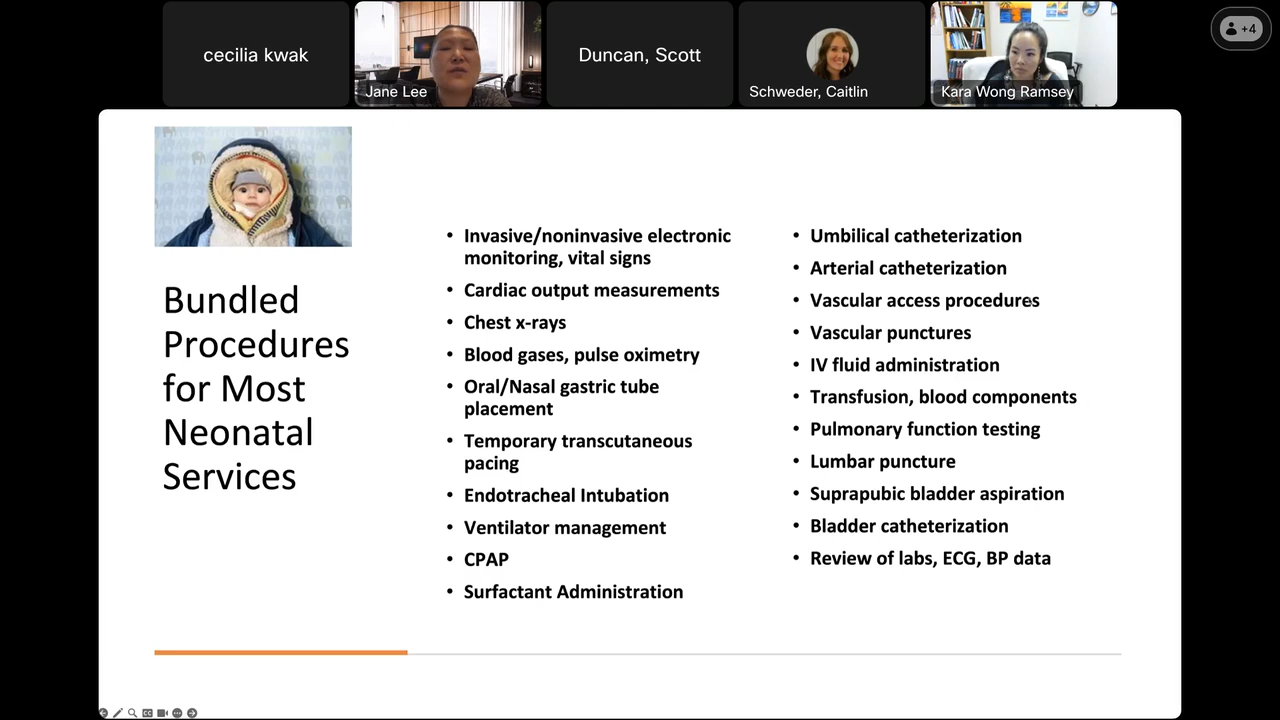 cecilia kwak
Jane Lee
Duncan, Scott
Schweder, Caitlin
Kara Wong Ramsey
+4
Bundled
Procedures
for Most
Neonatal
Services
• Invasive/noninvasive electronic
monitoring, vital signs
• Cardiac output measurements
• Chest x-rays
• Blood gases, pulse oximetry
• Oral/Nasal gastric tube
placement
• Temporary transcutaneous
pacing
• Endotracheal Intubation
• Ventilator management
• CPAP
• Surfactant Administration
• Umbilical catheterization
• Arterial catheterization
• Vascular access procedures
• Vascular punctures
• IV fluid administration
• Transfusion, blood components
• Pulmonary function testing
• Lumbar puncture
• Suprapubic bladder aspiration
• Bladder catheterization
• Review of labs, ECG, BP data